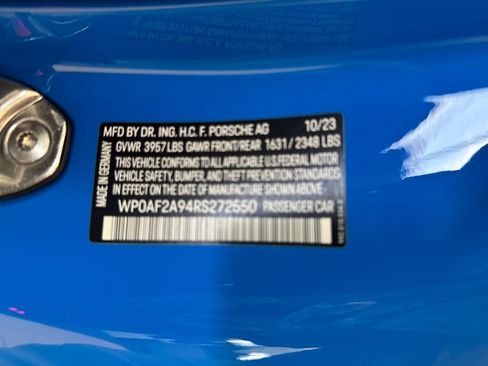 MFD BY DR. ING. H.C. F. PORSCHE AG 10/23
GVWR 3957 LBS GAWR FRONT/REAR 1631 / 2348 LBS
THIS VEHICLE CONFORMS TO ALL APPLICABLE U.S. FEDERAL MOTOR
VEHICLE SAFETY, BUMPER, AND THEFT PREVENTION STANDARDS
IN EFFECT ON THE DATE OF MANUFACTURE SHOWN ABOVE.
WP0AF2A94RS272550 PASSENGER CAR
MADE IN GERMANY